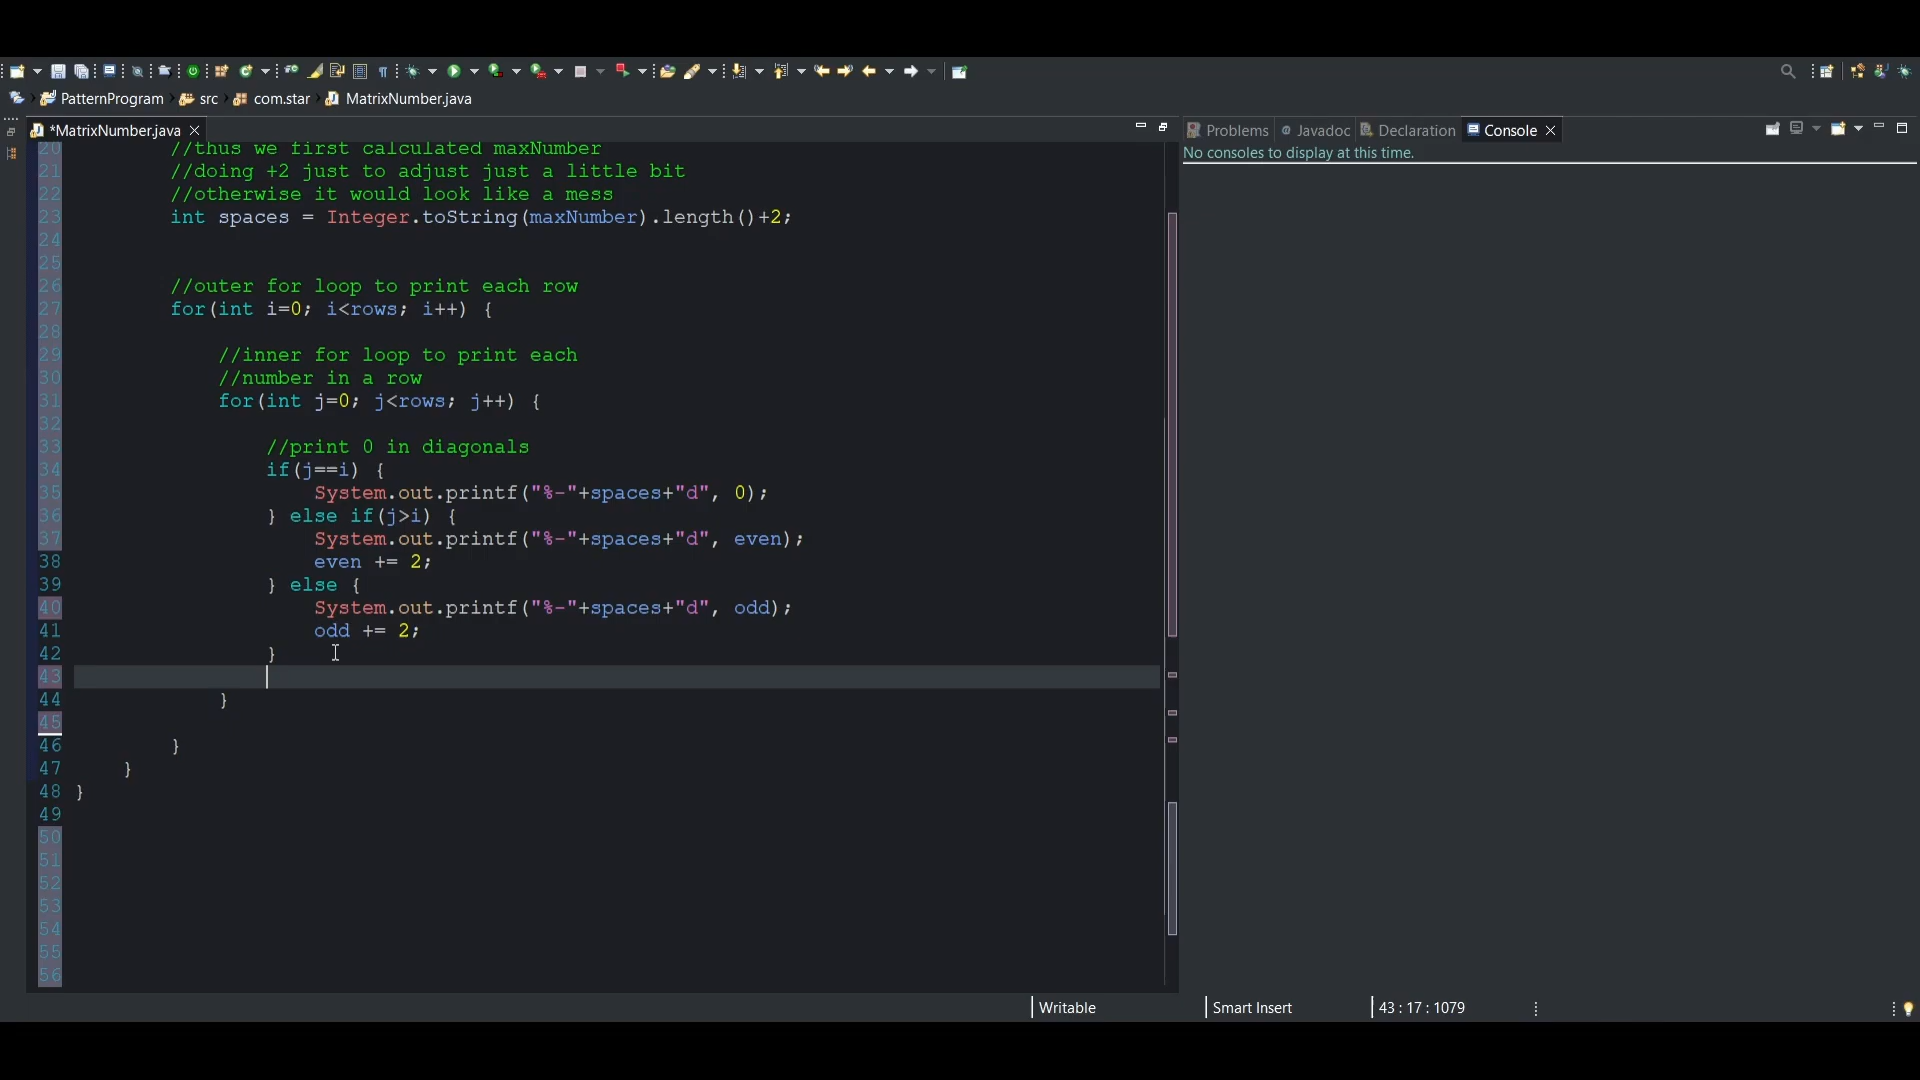 PatternProgram src com.star MatrixNumber.java
*MatrixNumber.java
Problems Javadoc Declaration Console
No consoles to display at this time.
20 //thus we first calculated maxNumber
21 //doing +2 just to adjust just a little bit
22 //otherwise it would look like a mess
23 int spaces = Integer.toString(maxNumber).length()+2;
24
25
26 //outer for loop to print each row
27 for(int i=0; i<rows; i++) {
28
29 //inner for loop to print each
30 //number in a row
31 for(int j=0; j<rows; j++) {
32
33 //print 0 in diagonals
34 if(j==i) {
35 System.out.printf("%-"+spaces+"d", 0);
36 } else if(j>i) {
37 System.out.printf("%-"+spaces+"d", even);
38 even += 2;
39 } else {
40 System.out.printf("%-"+spaces+"d", odd);
41 odd += 2;
42 }
43
44 }
45
46 }
47 }
48 }
49
50
51
52
53
54
55
56
Writable Smart Insert 43 : 17 : 1079